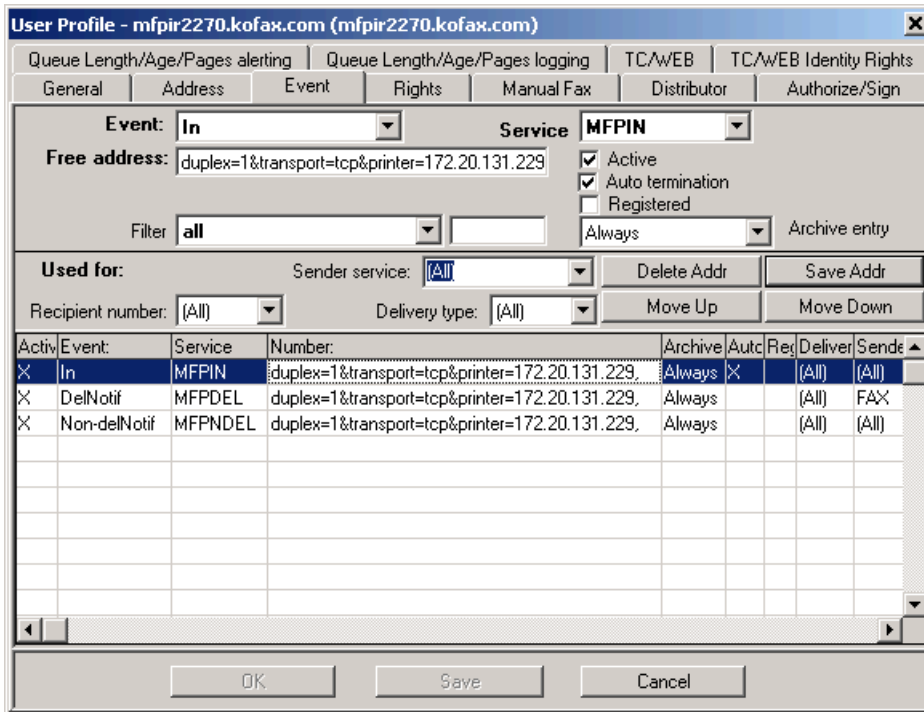 User Profile - mfpir2270.kofax.com (mfpir2270.kofax.com)
Queue Length/Age/Pages alerting Queue Length/Age/Pages logging TC/WEB TC/WEB Identity Rights
General Address Event Rights Manual Fax Distributor Authorize/Sign
Event: In Service MFPIN
Free address: duplex=1&transport=tcp&printer=172.20.131.229
Active
Auto termination
Registered
Filter all Always Archive entry
Used for: Sender service: (All) Delete Addr Save Addr
Recipient number: (All) Delivery type: (All) Move Up Move Down
Activ Event: Service Number: Archive Autc Reg Deliver Sende
X In MFPIN duplex=1&transport=tcp&printer=172.20.131.229, Always X (All) (All)
X DelNotif MFPDEL duplex=1&transport=tcp&printer=172.20.131.229, Always (All) FAX
X Non-delNotif MFPNDEL duplex=1&transport=tcp&printer=172.20.131.229, Always (All) (All)
OK Save Cancel